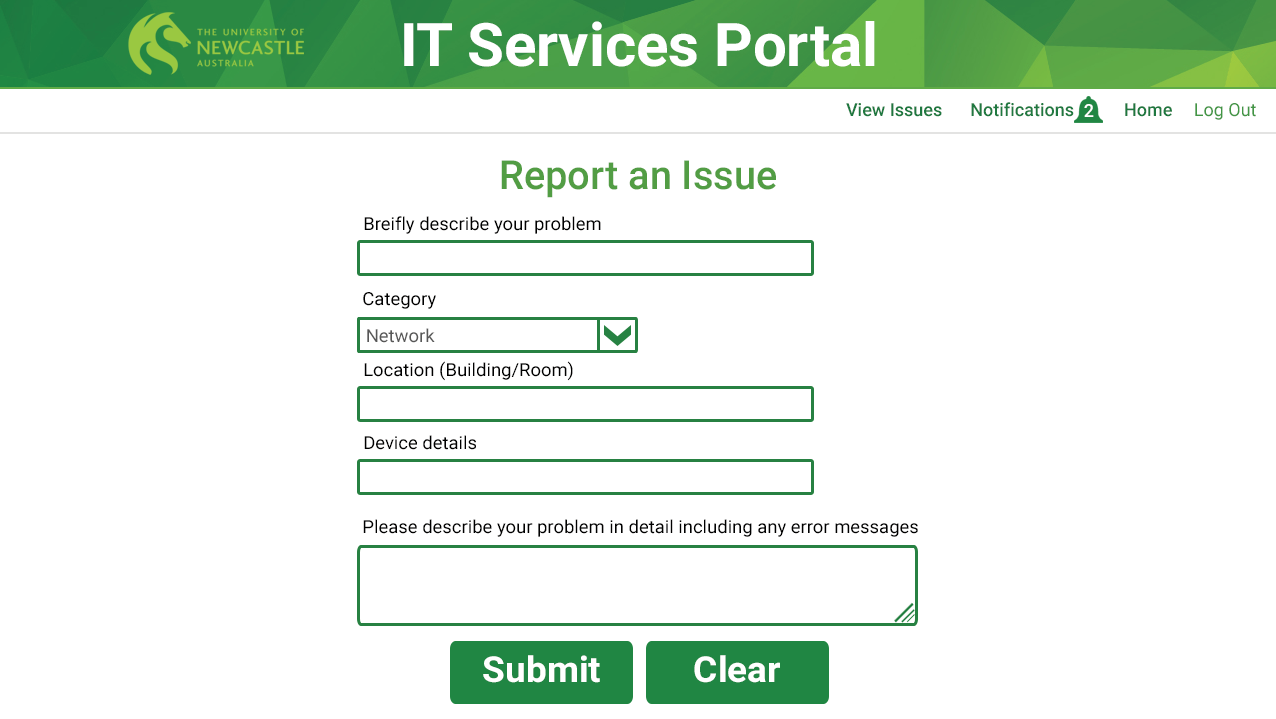 THE UNIVERSITY OF
NEWCASTLE
AUSTRALIA
IT Services Portal
View Issues Notifications 2 Home Log Out
Report an Issue
Breifly describe your problem
Category
Network
Location (Building/Room)
Device details
Please describe your problem in detail including any error messages
Submit Clear